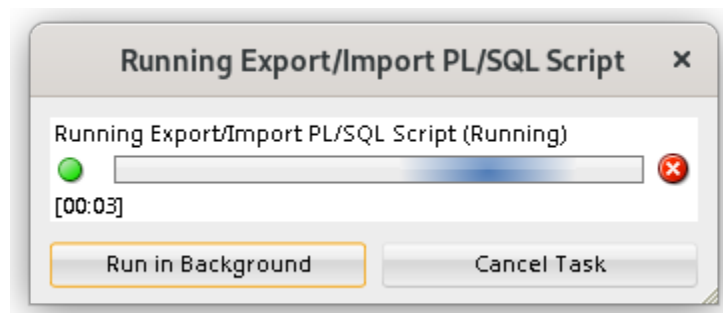 Running Export/Import PL/SQL Script
Running Export/Import PL/SQL Script (Running)
[00:03]
Run in Background
Cancel Task